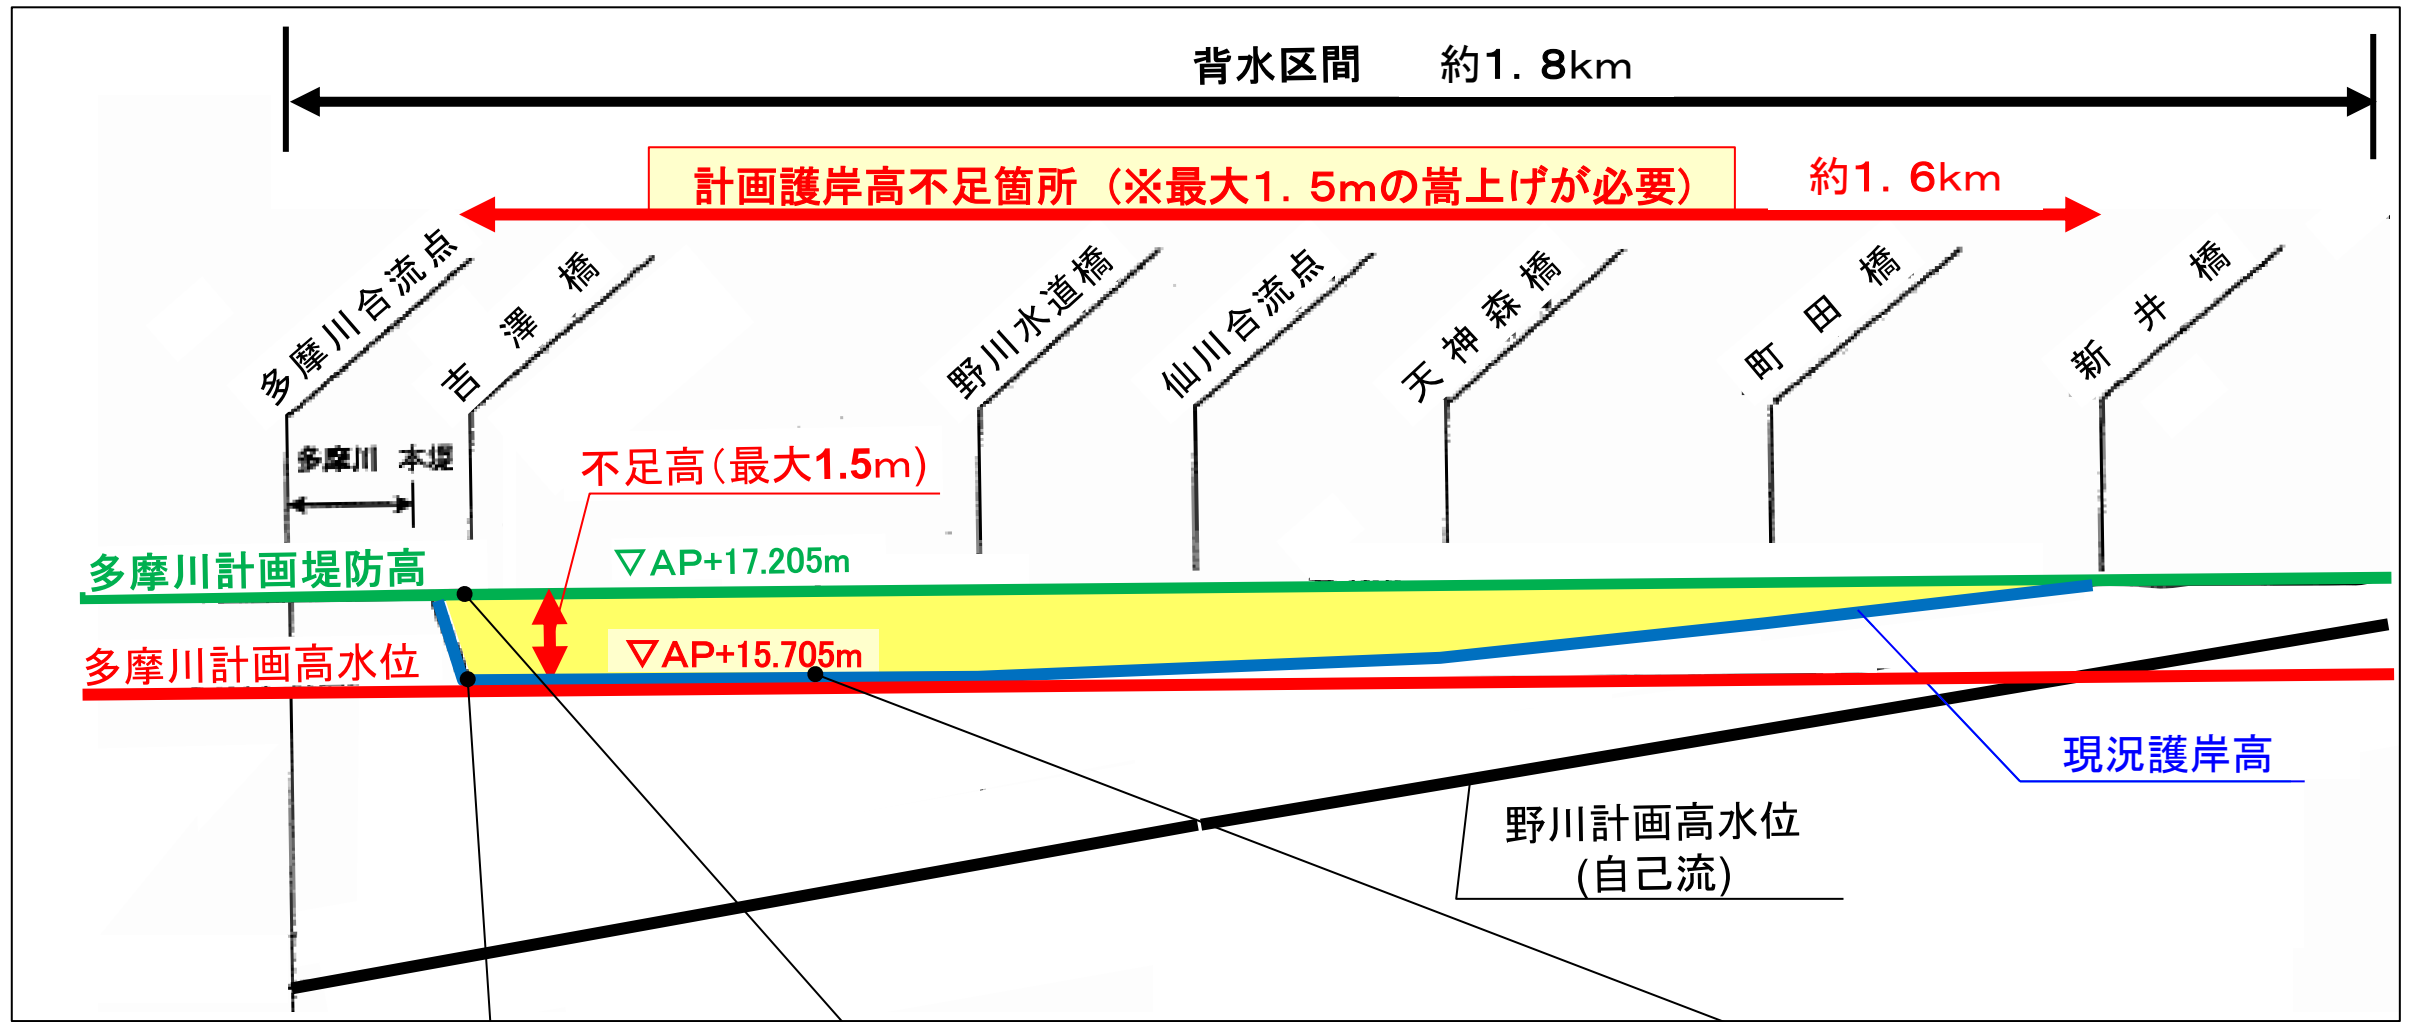 背水区間　約１．８ｋｍ
計画護岸高不足箇所（※最大１．５ｍの嵩上げが必要）　約１．６ｋｍ
多摩川合流点
吉澤橋
野川水道橋
仙川合流点
天神森橋
町田橋
新井橋
多摩川　本堤
不足高（最大1.5ｍ）
多摩川計画堤防高
▽AP+17.205m
多摩川計画高水位
▽AP+15.705m
現況護岸高
野川計画高水位
（自己流）